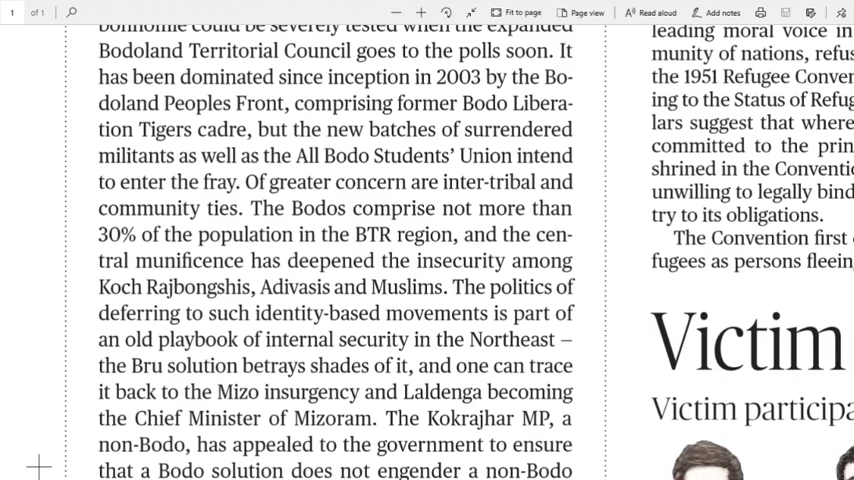 1 of 1 Fit to page Page view Read aloud Add notes
bonhomie could be severely tested when the expanded
Bodoland Territorial Council goes to the polls soon. It
has been dominated since inception in 2003 by the Bo-
doland Peoples Front, comprising former Bodo Libera-
tion Tigers cadre, but the new batches of surrendered
militants as well as the All Bodo Students’ Union intend
to enter the fray. Of greater concern are inter-tribal and
community ties. The Bodos comprise not more than
30% of the population in the BTR region, and the cen-
tral munificence has deepened the insecurity among
Koch Rajbongshis, Adivasis and Muslims. The politics of
deferring to such identity-based movements is part of
an old playbook of internal security in the Northeast –
the Bru solution betrays shades of it, and one can trace
it back to the Mizo insurgency and Laldenga becoming
the Chief Minister of Mizoram. The Kokrajhar MP, a
non-Bodo, has appealed to the government to ensure
that a Bodo solution does not engender a non-Bodo
leading moral voice in
munity of nations, refus
the 1951 Refugee Conven
ing to the Status of Refug
lars suggest that where
committed to the prin
shrined in the Conventio
unwilling to legally bind
try to its obligations.
The Convention first
fugees as persons fleein
Victim
Victim participa